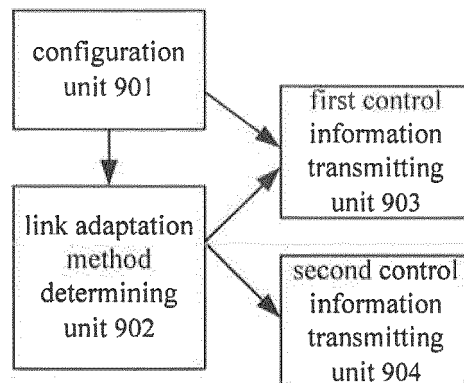 configuration
unit 901
first control
information
transmitting
unit 903
link adaptation
method
determining
unit 902
second control
information
transmitting
unit 904